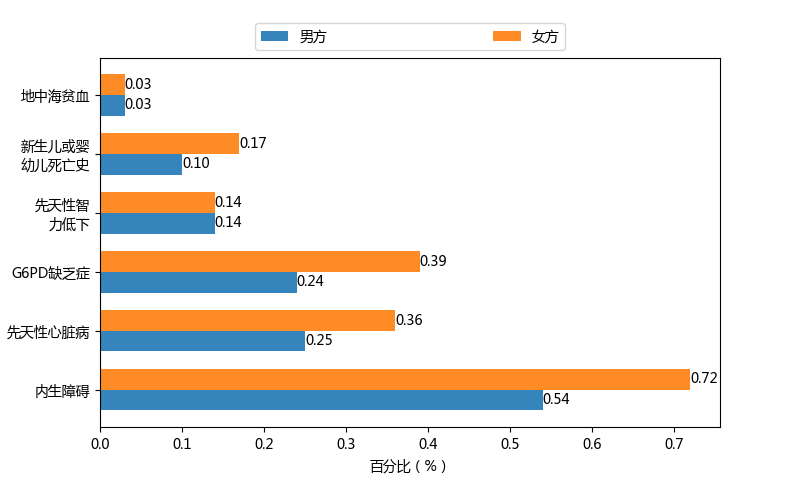 男方 女方
地中海贫血
0.03
0.03
新生儿或婴
幼儿死亡史
0.17
0.10
先天性智
力低下
0.14
0.14
G6PD缺乏症
0.39
0.24
先天性心脏病
0.36
0.25
内生障碍
0.72
0.54
0.0 0.1 0.2 0.3 0.4 0.5 0.6 0.7
百分比（%）